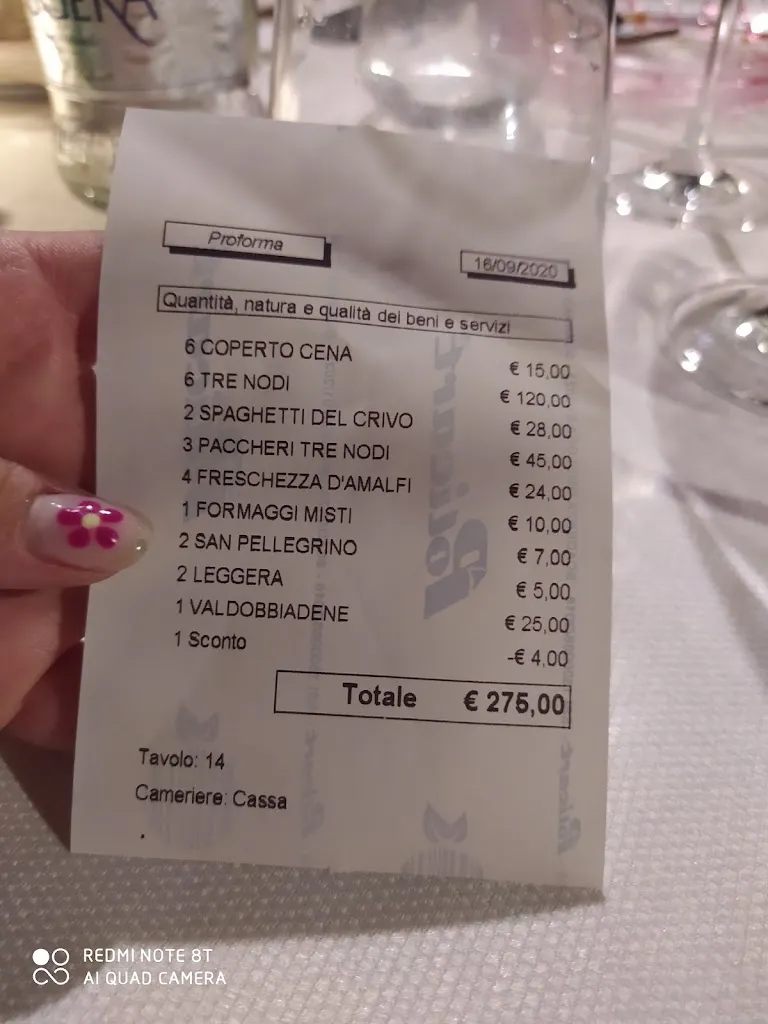 Proforma
16/09/2020
Quantità, natura e qualità dei beni e servizi
6 COPERTO CENA € 15,00
6 TRE NODI € 120,00
2 SPAGHETTI DEL CRIVO € 28,00
3 PACCHERI TRE NODI € 45,00
4 FRESCHEZZA D'AMALFI € 24,00
1 FORMAGGI MISTI € 10,00
2 SAN PELLEGRINO € 7,00
2 LEGGERA € 5,00
1 VALDOBBIADENE € 25,00
1 Sconto -€ 4,00
Totale € 275,00
Tavolo: 14
Cameriere: Cassa
.
REDMI NOTE 8T
AI QUAD CAMERA